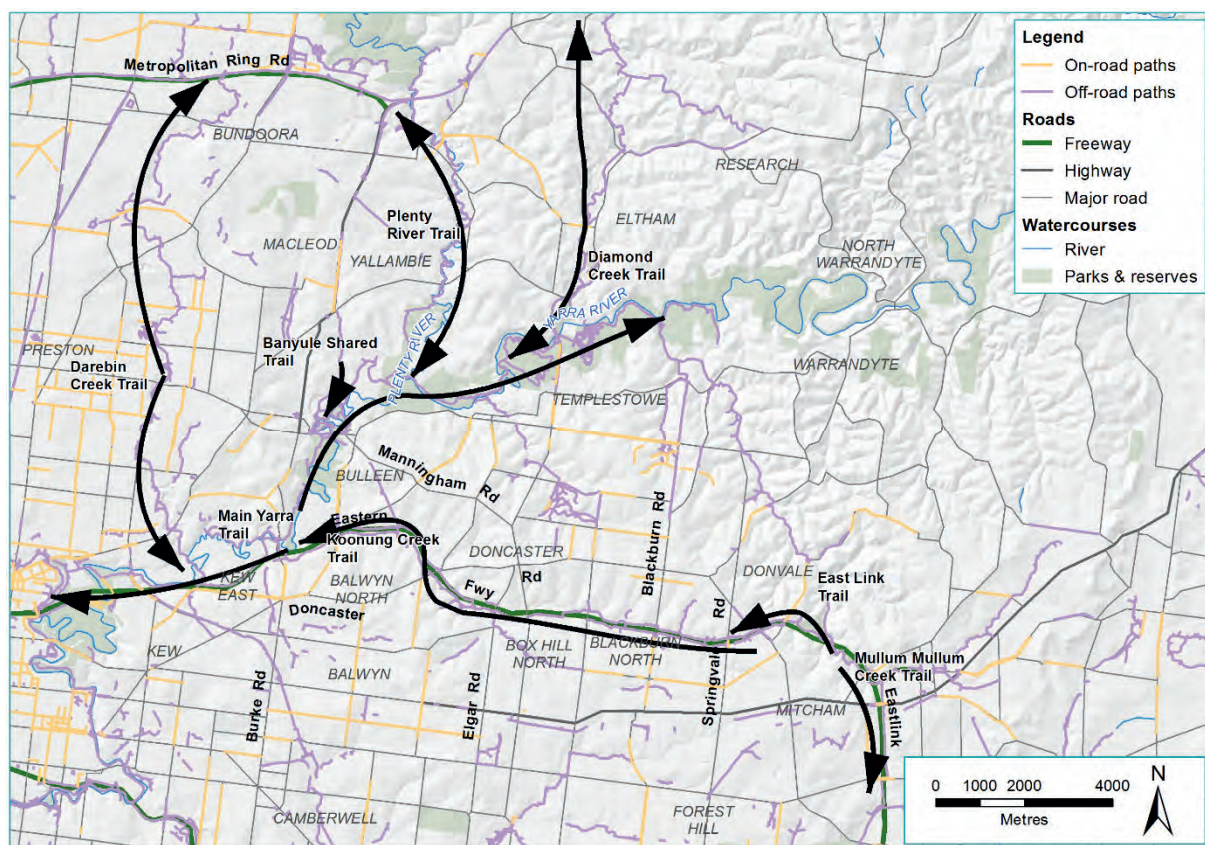 Metropolitan Ring Rd
BUNDOORA
RESEARCH
Plenty
River Trail
ELTHAM
MACLEOD
YALLAMBIE
NORTH
WARRANDYTE
Diamond
Creek Trail
YARRA RIVER
PLENTY RIVER
Banyule Shared
Trail
PRESTON
Darebin
Creek Trail
WARRANDYTE
TEMPLESTOWE
Manningham Rd
BULLEEN
Main Yarra
Trail
Eastern
Koonung Creek
Trail
DONCASTER
Blackburn Rd
KEW
EAST
BALWYN
NORTH
Doncaster
Rd
Fwy
DONVALE
East Link
Trail
KEW
BOX HILL
NORTH
BLACKBURN
NORTH
Springvale Rd
Mullum Mullum
Creek Trail
BALWYN
Burke Rd
Elgar Rd
MITCHAM
Eastlink
CAMBERWELL
FOREST
HILL
Legend
On-road paths
Off-road paths
Roads
Freeway
Highway
Major road
Watercourses
River
Parks & reserves
0 1000 2000 4000
Metres
N